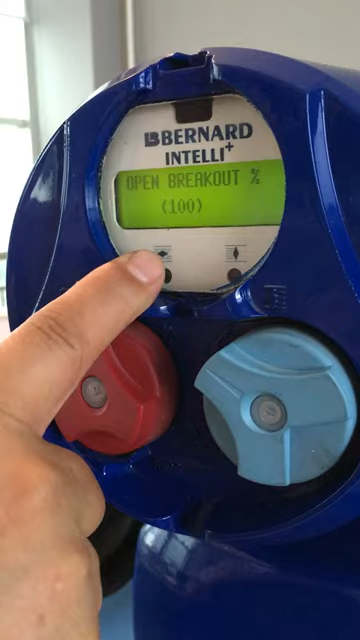 BERNARD
INTELLI+
OPEN BREAKOUT %
(100)